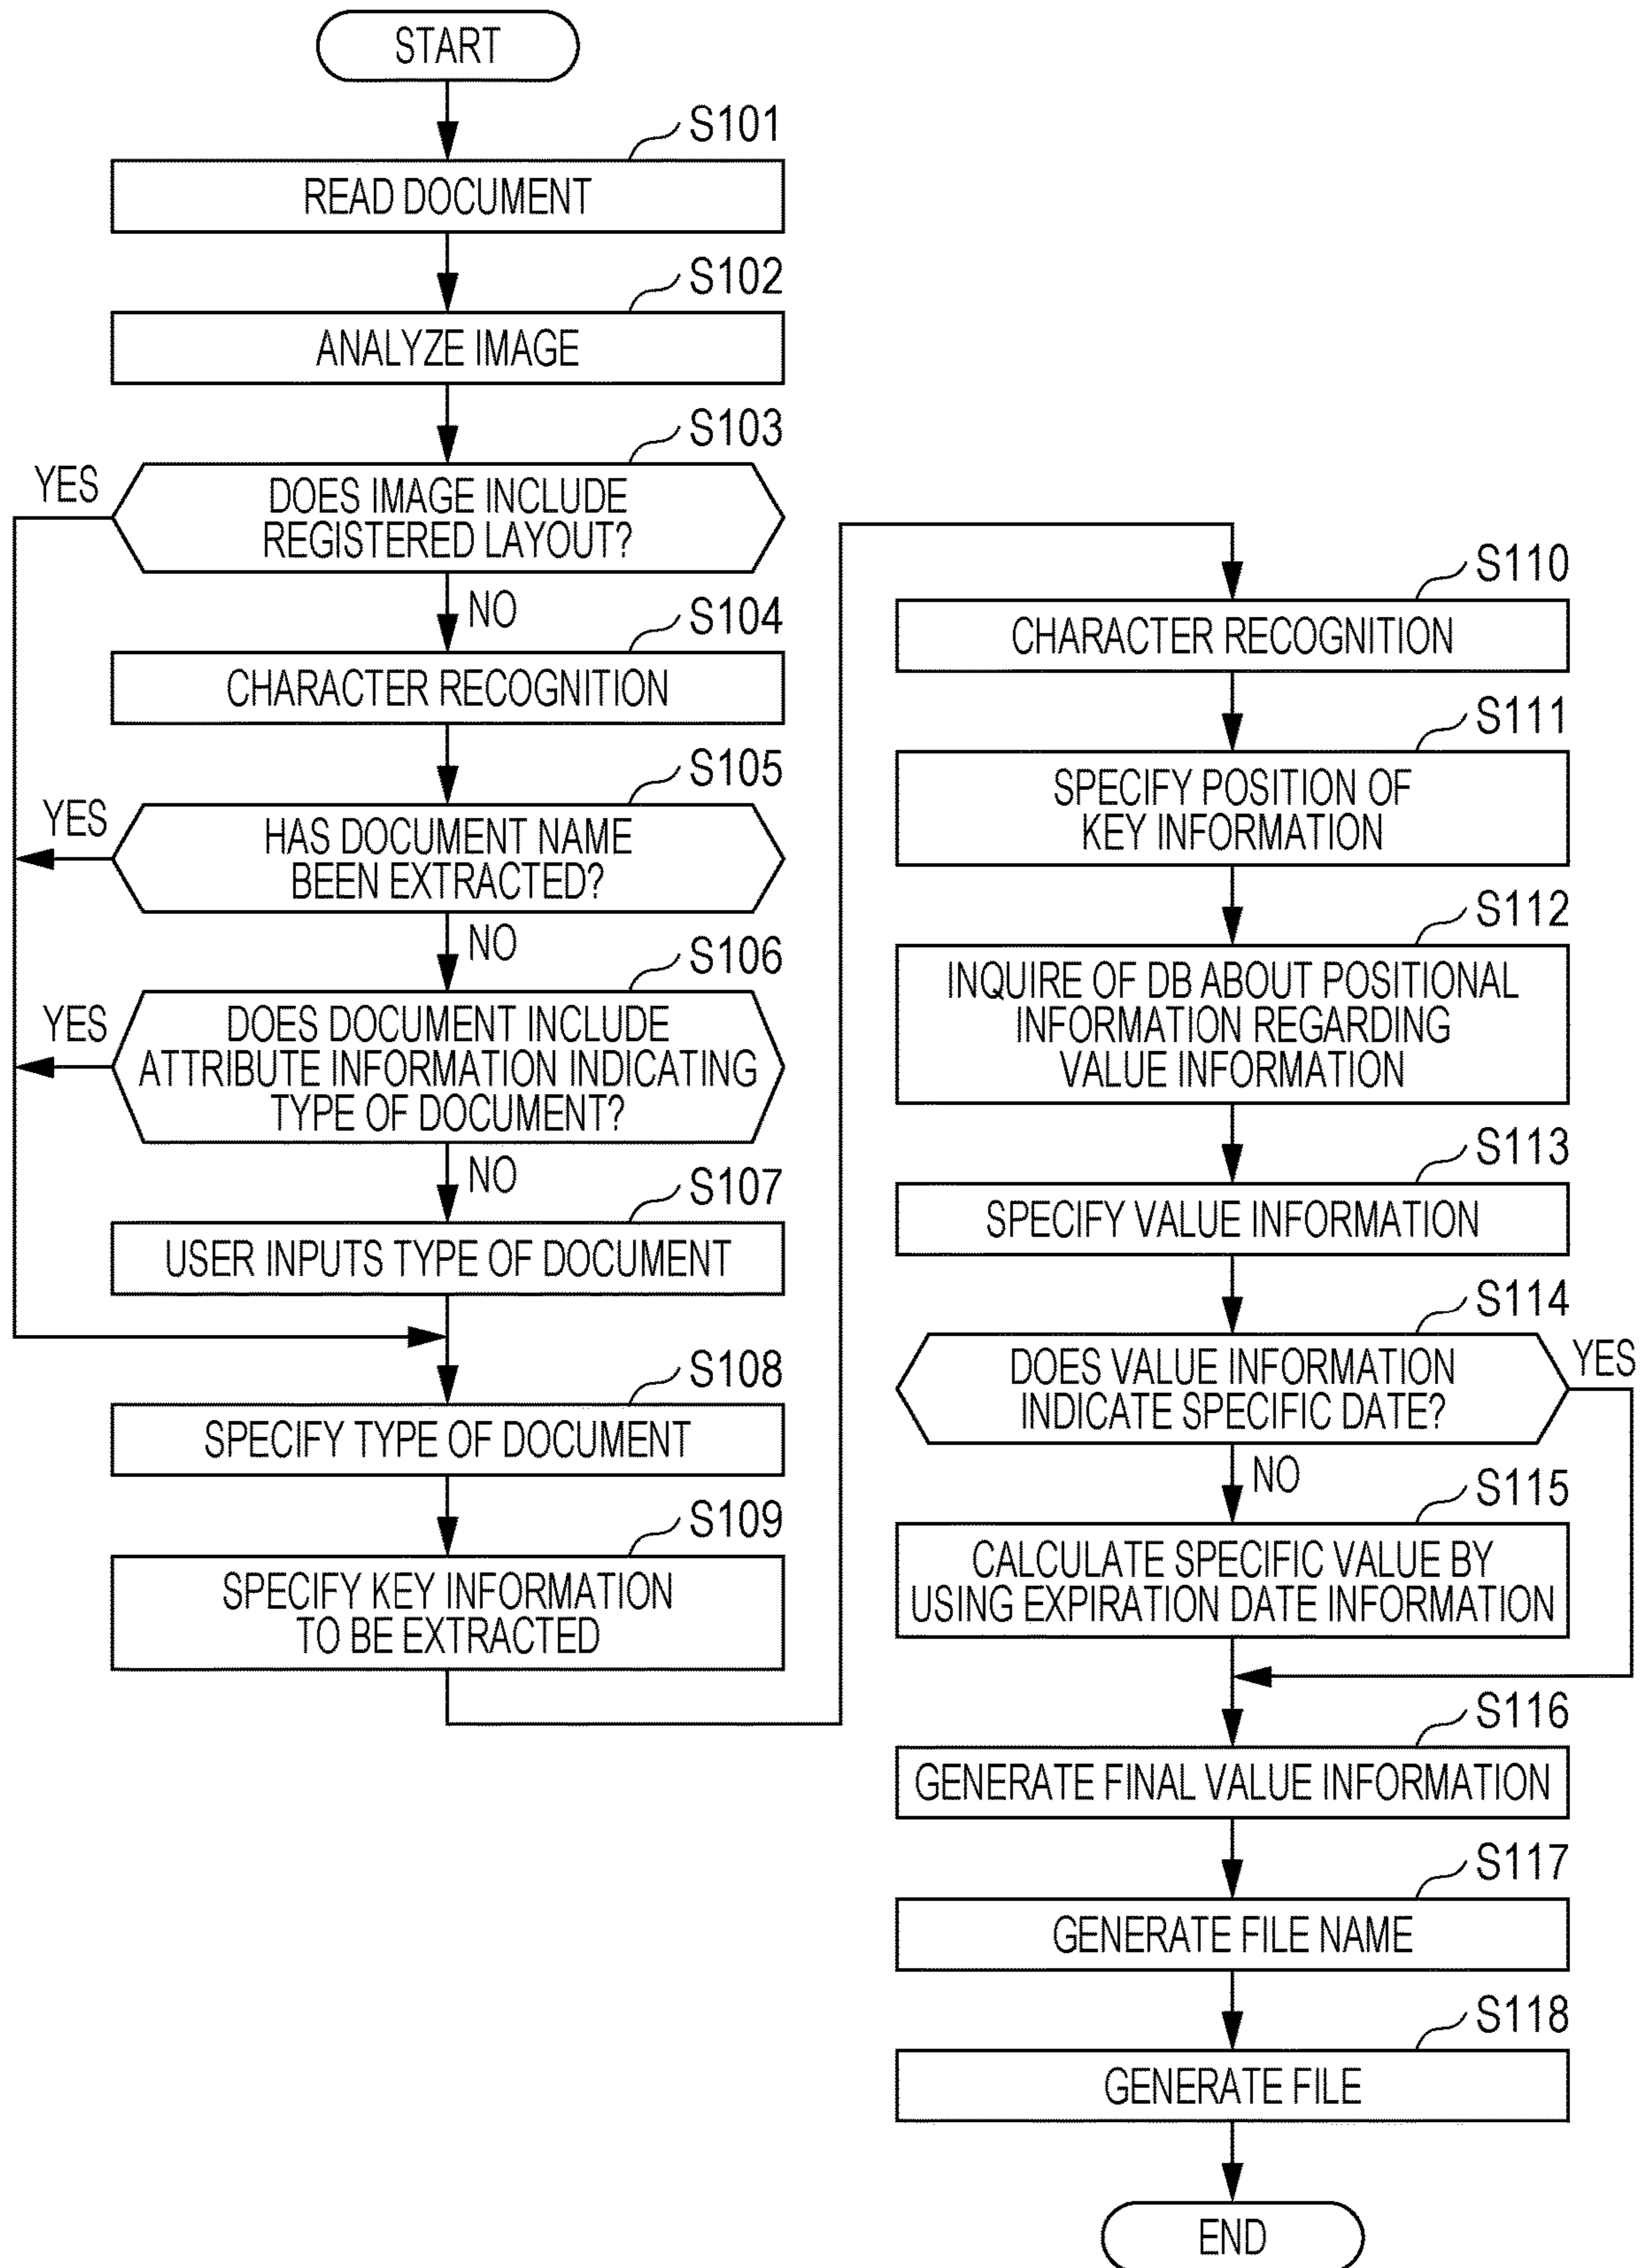 START
S101
READ DOCUMENT
S102
ANALYZE IMAGE
S103
YES
DOES IMAGE INCLUDE
REGISTERED LAYOUT?
NO
S104
CHARACTER RECOGNITION
S105
YES
HAS DOCUMENT NAME
BEEN EXTRACTED?
NO
S106
YES
DOES DOCUMENT INCLUDE
ATTRIBUTE INFORMATION INDICATING
TYPE OF DOCUMENT?
NO
S107
USER INPUTS TYPE OF DOCUMENT
S108
SPECIFY TYPE OF DOCUMENT
S109
SPECIFY KEY INFORMATION
TO BE EXTRACTED
S110
CHARACTER RECOGNITION
S111
SPECIFY POSITION OF
KEY INFORMATION
S112
INQUIRE OF DB ABOUT POSITIONAL
INFORMATION REGARDING
VALUE INFORMATION
S113
SPECIFY VALUE INFORMATION
S114
DOES VALUE INFORMATION
INDICATE SPECIFIC DATE?
YES
NO
S115
CALCULATE SPECIFIC VALUE BY
USING EXPIRATION DATE INFORMATION
S116
GENERATE FINAL VALUE INFORMATION
S117
GENERATE FILE NAME
S118
GENERATE FILE
END